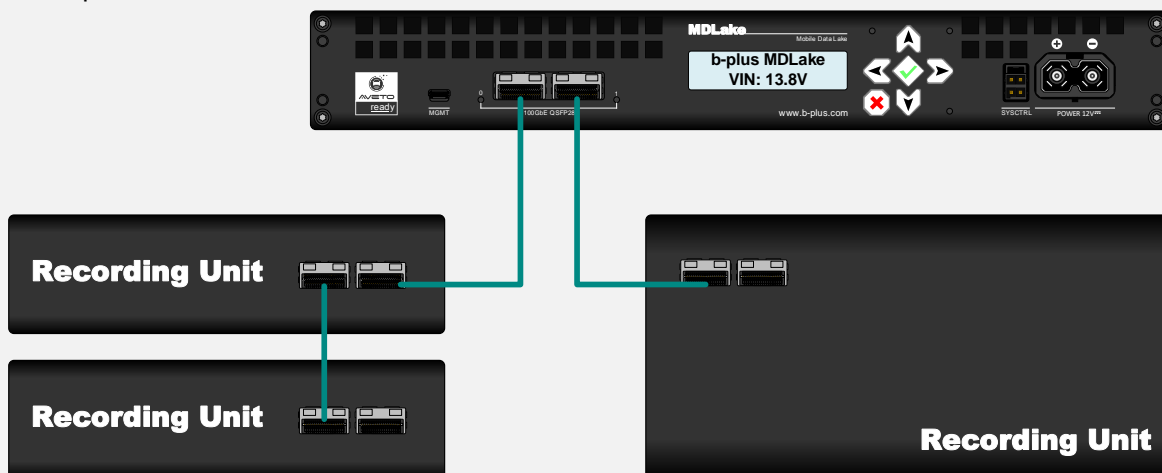 MDLake
Mobile Data Lake
b-plus MDLake
VIN: 13.8V
AVETO
ready
MGMT
0
1
100GbE QSFP28
www.b-plus.com
SYSCTRL
POWER 12V
Recording Unit
Recording Unit
Recording Unit